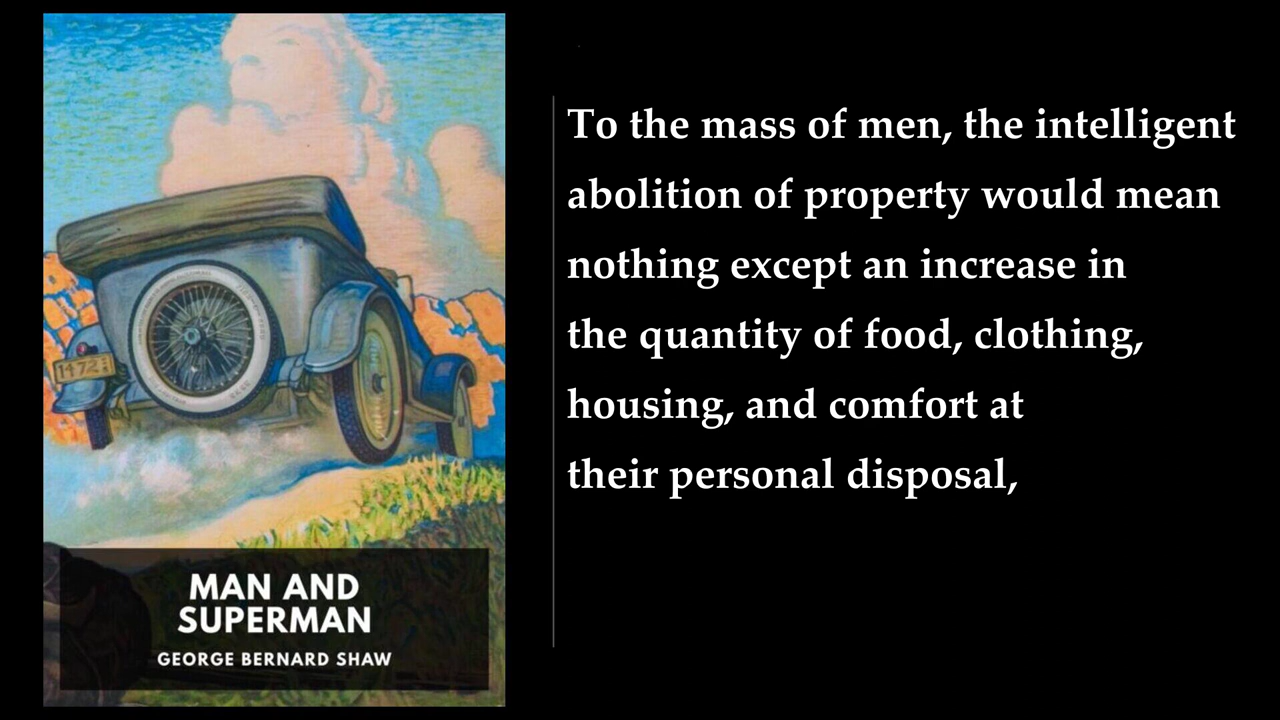 To the mass of men, the intelligent
abolition of property would mean
nothing except an increase in
the quantity of food, clothing,
housing, and comfort at
their personal disposal,
1472
MAN AND
SUPERMAN
GEORGE BERNARD SHAW